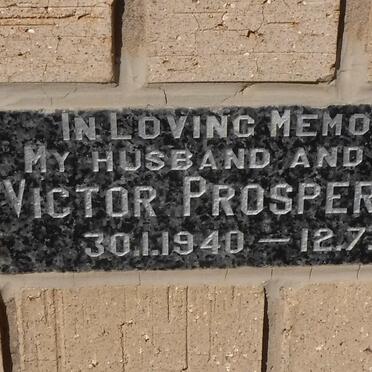 IN LOVING MEMO
MY HUSBAND AND
VICTOR PROSPER
30.1.1940 — 12.7.